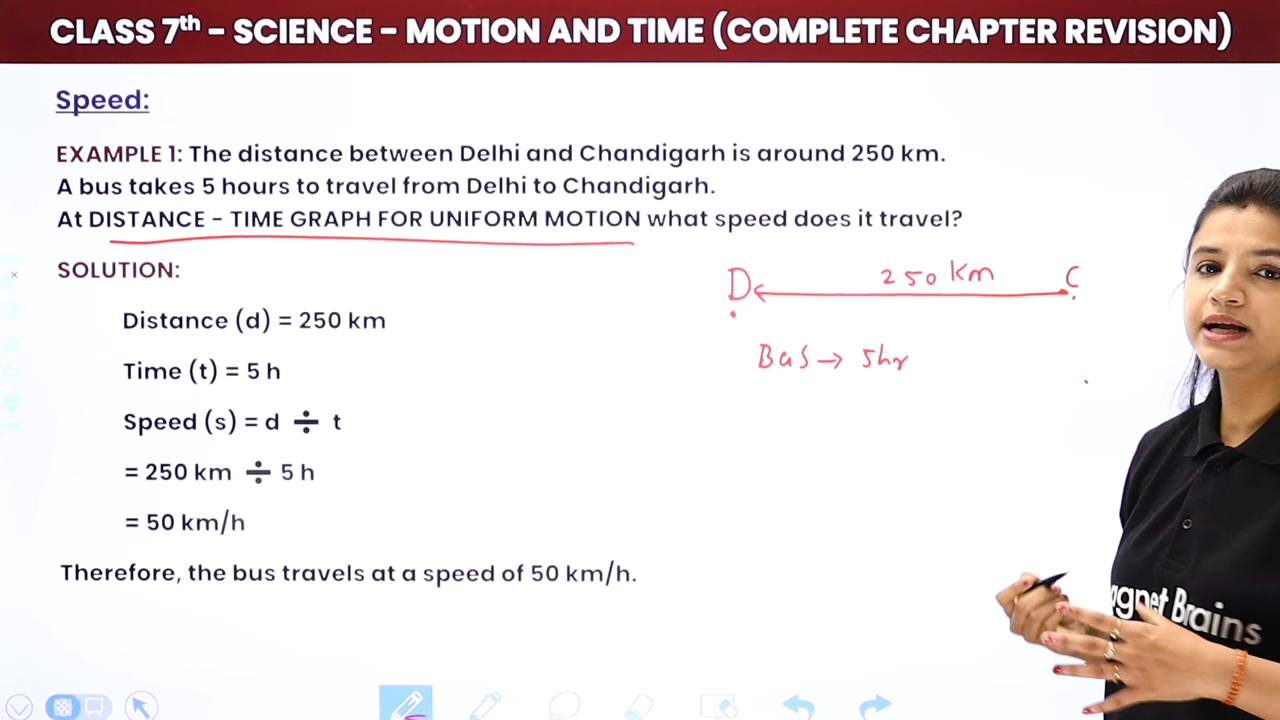 CLASS 7th – SCIENCE – MOTION AND TIME (COMPLETE CHAPTER REVISION)
Speed:
EXAMPLE 1: The distance between Delhi and Chandigarh is around 250 km.
A bus takes 5 hours to travel from Delhi to Chandigarh.
At DISTANCE - TIME GRAPH FOR UNIFORM MOTION what speed does it travel?
SOLUTION:
D 250 km C
Distance (d) = 250 km
Bus → 5hr
Time (t) = 5 h
Speed (s) = d ÷ t
= 250 km ÷ 5 h
= 50 km/h
Therefore, the bus travels at a speed of 50 km/h.
agnet Brains